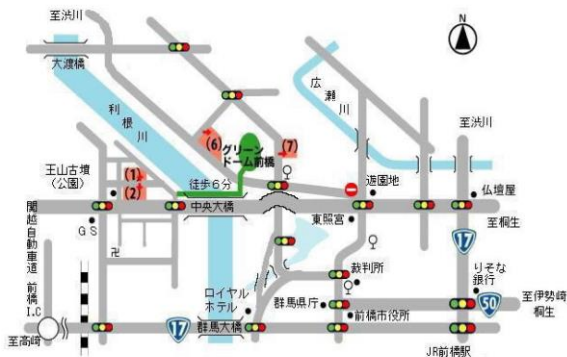 至渋川
N
大渡橋
利根川
広瀬川
(6)
グリーン
ドーム前橋
(7)
至渋川
王山古墳
(公園)
(1)
(2)
徒歩6分
中央大橋
遊園地
仏壇屋
至桐生
関越自動車道
前橋I.C
GS
卍
東照宮
17
裁判所
りそな
銀行
ロイヤル
ホテル
群馬県庁
50
至伊勢崎
桐生
至高崎
17
群馬大橋
前橋市役所
JR前橋駅